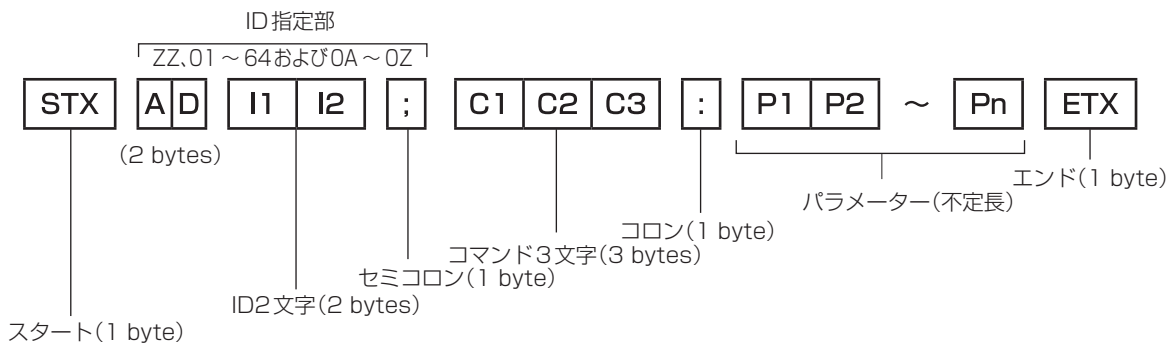 ID指定部
ZZ、01～64および0A～0Z
STX A D I1 I2 ; C1 C2 C3 : P1 P2 ～ Pn ETX
(2 bytes)
エンド(1 byte)
パラメーター(不定長)
コロン(1 byte)
コマンド3文字(3 bytes)
セミコロン(1 byte)
ID2文字(2 bytes)
スタート(1 byte)